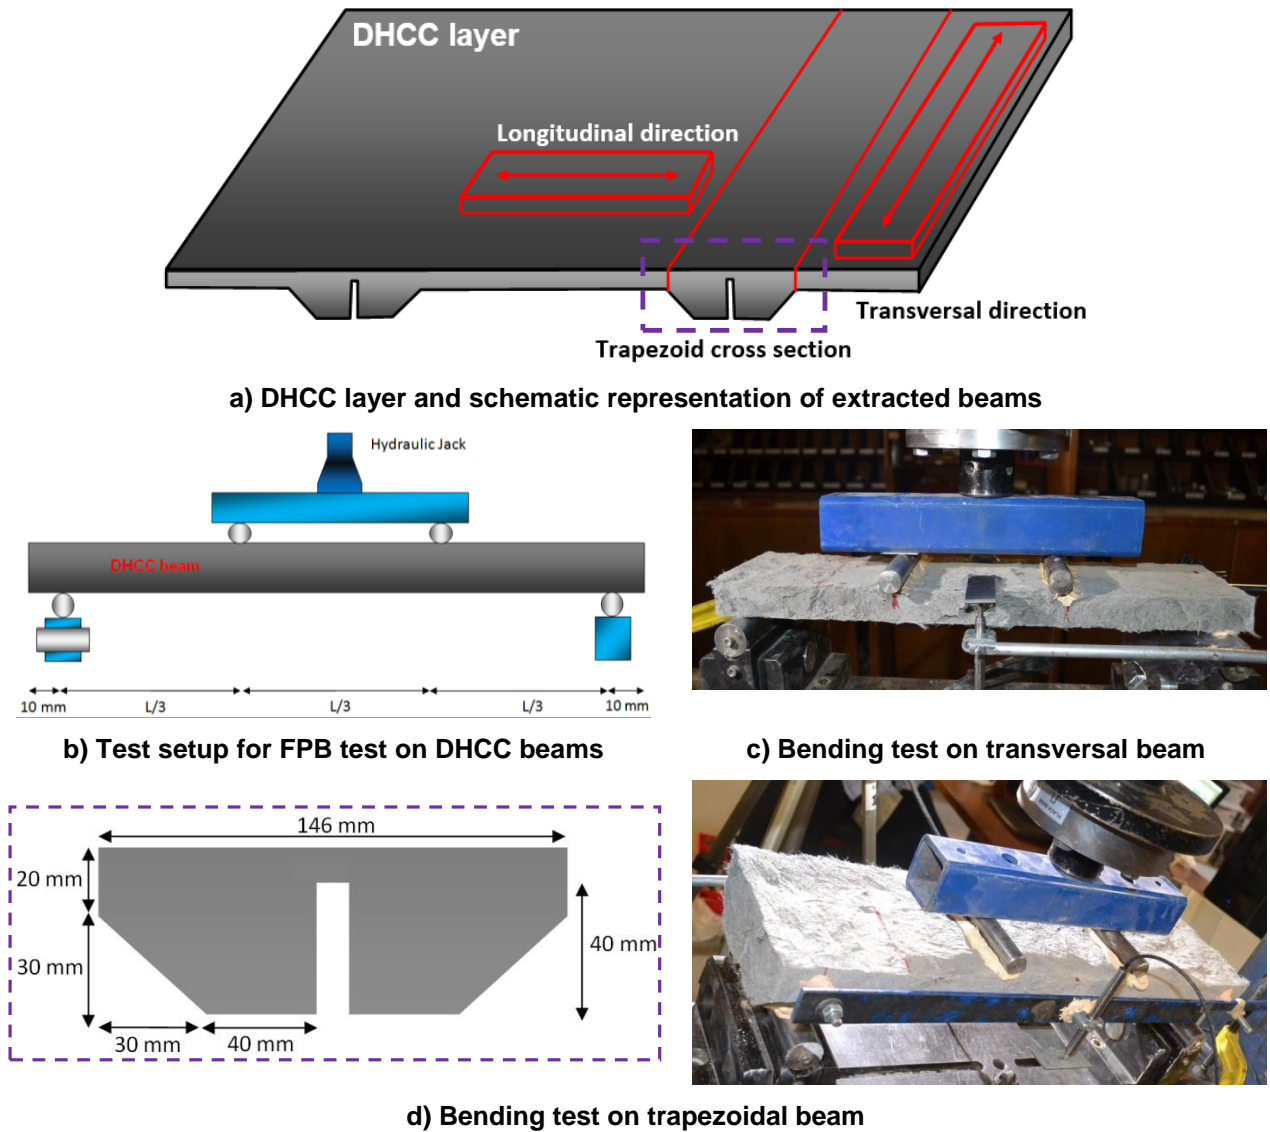 DHCC layer
Longitudinal direction
Transversal direction
Trapezoid cross section
a) DHCC layer and schematic representation of extracted beams
Hydraulic Jack
DHCC beam
10 mm
L/3
L/3
L/3
10 mm
b) Test setup for FPB test on DHCC beams
c) Bending test on transversal beam
146 mm
20 mm
30 mm
40 mm
30 mm
40 mm
d) Bending test on trapezoidal beam